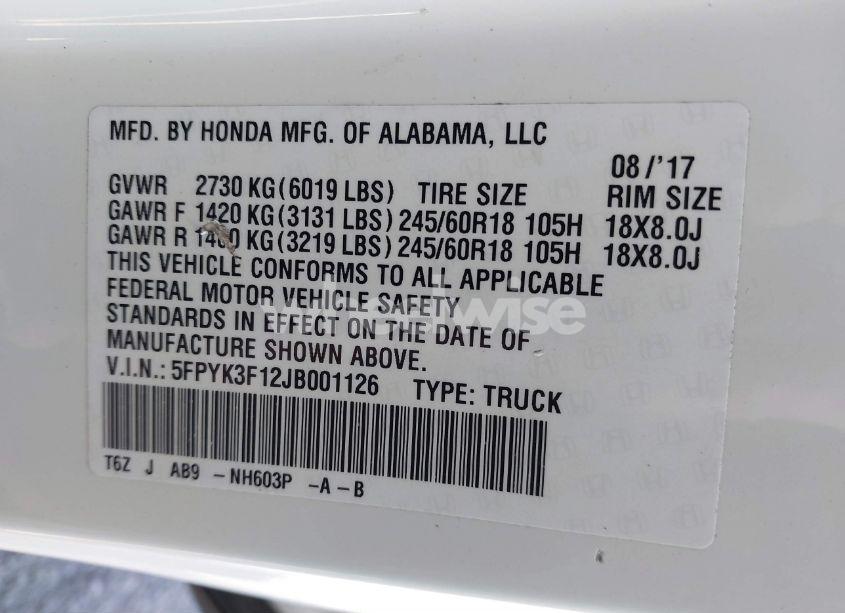 MFD. BY HONDA MFG. OF ALABAMA, LLC
08/'17
GVWR 2730 KG (6019 LBS) TIRE SIZE RIM SIZE
GAWR F 1420 KG (3131 LBS) 245/60R18 105H 18X8.0J
GAWR R KG (3219 LBS) 245/60R18 105H 18X8.0J
THIS VEHICLE CONFORMS TO ALL APPLICABLE
FEDERAL MOTOR VEHICLE SAFETY
STANDARDS IN EFFECT ON THE DATE OF
MANUFACTURE SHOWN ABOVE.
V.I.N.: 5FPYK3F12JB001126 TYPE: TRUCK
T6Z J AB9 -NH603P -A-B
wheelwise